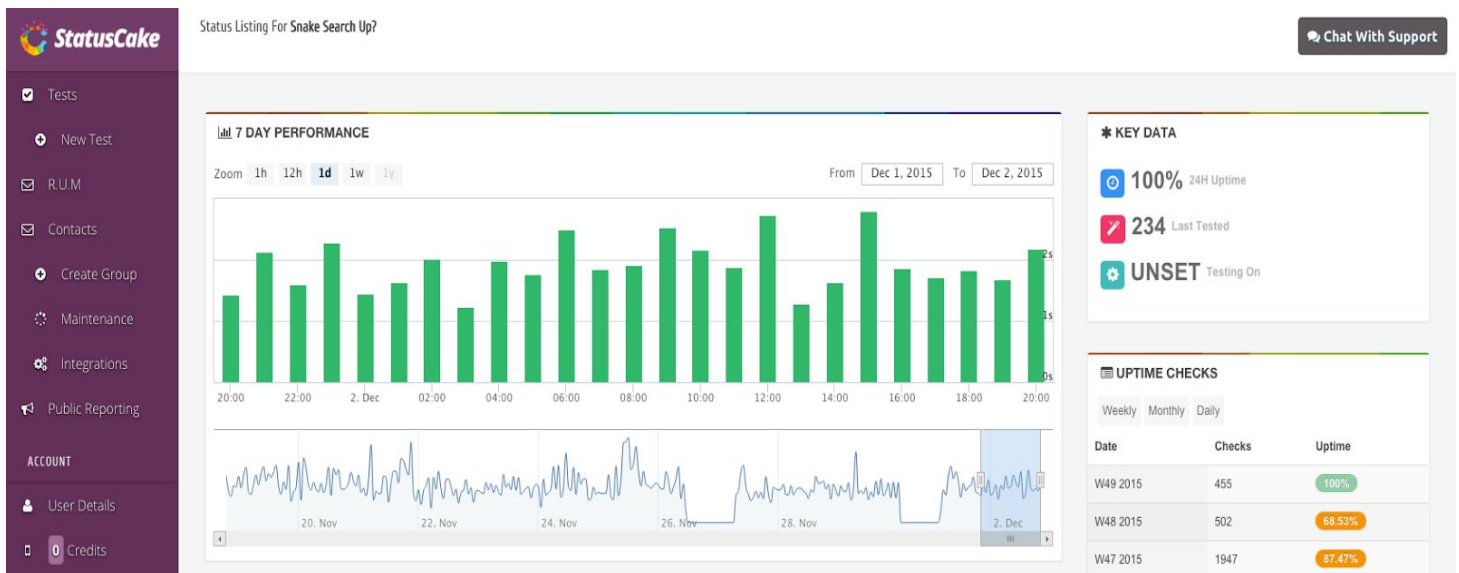 StatusCake
Status Listing For Snake Search Up?
Chat With Support
Tests
New Test
R.U.M
Contacts
Create Group
Maintenance
Integrations
Public Reporting
ACCOUNT
User Details
0 Credits
7 DAY PERFORMANCE
Zoom 1h 12h 1d 1w 1y
From Dec 1, 2015 To Dec 2, 2015
2s
1s
0s
20:00 22:00 2. Dec 02:00 04:00 06:00 08:00 10:00 12:00 14:00 16:00 18:00 20:00
20. Nov 22. Nov 24. Nov 26. Nov 28. Nov 2. Dec
KEY DATA
100% 24H Uptime
234 Last Tested
UNSET Testing On
UPTIME CHECKS
Weekly Monthly Daily
Date Checks Uptime
W49 2015 455 100%
W48 2015 502 68.53%
W47 2015 1947 87.47%